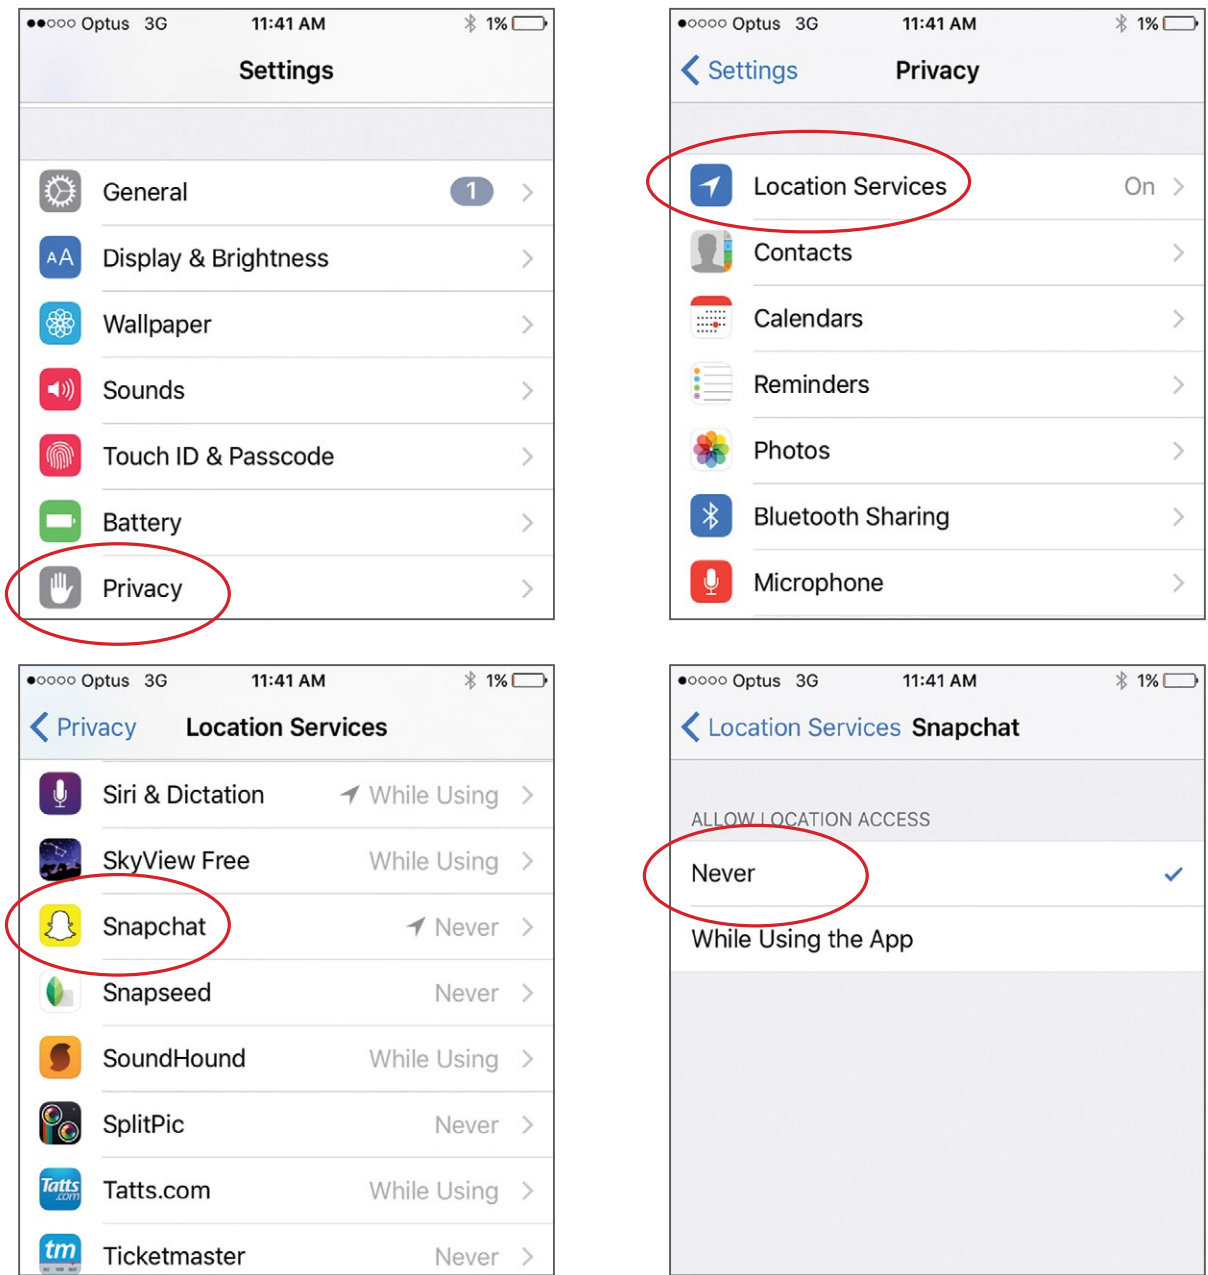 Optus 3G 11:41 AM 1%
Settings
General 1
Display & Brightness
Wallpaper
Sounds
Touch ID & Passcode
Battery
Privacy
Optus 3G 11:41 AM 1%
Settings Privacy
Location Services On
Contacts
Calendars
Reminders
Photos
Bluetooth Sharing
Microphone
Optus 3G 11:41 AM 1%
Privacy Location Services
Siri & Dictation While Using
SkyView Free While Using
Snapchat Never
Snapseed Never
SoundHound While Using
SplitPic Never
Tatts.com
Tatts.com While Using
tm
Ticketmaster Never
Optus 3G 11:41 AM 1%
Location Services Snapchat
ALLOW LOCATION ACCESS
Never
While Using the App